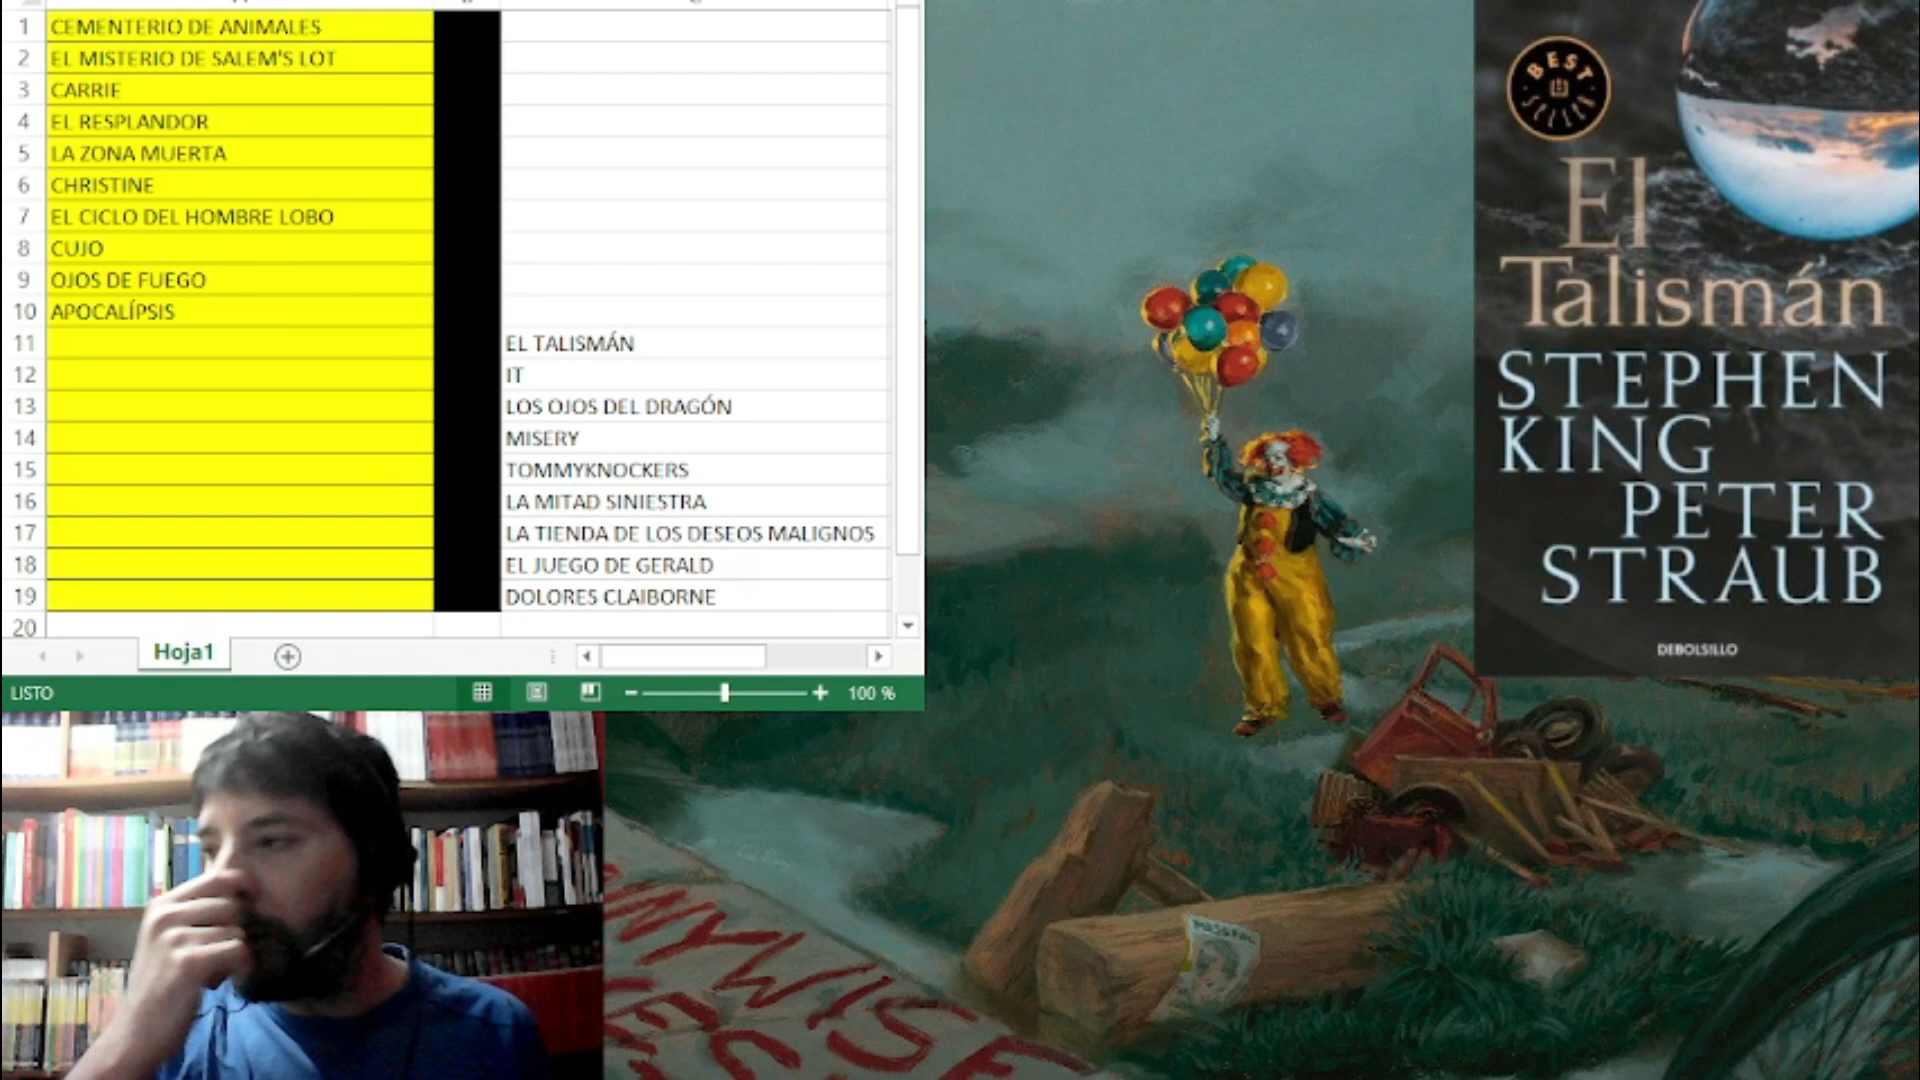 1 CEMENTERIO DE ANIMALES
2 EL MISTERIO DE SALEM'S LOT
3 CARRIE
4 EL RESPLANDOR
5 LA ZONA MUERTA
6 CHRISTINE
7 EL CICLO DEL HOMBRE LOBO
8 CUJO
9 OJOS DE FUEGO
10 APOCALÍPSIS
11 EL TALISMÁN
12 IT
13 LOS OJOS DEL DRAGÓN
14 MISERY
15 TOMMYKNOCKERS
16 LA MITAD SINIESTRA
17 LA TIENDA DE LOS DESEOS MALIGNOS
18 EL JUEGO DE GERALD
19 DOLORES CLAIBORNE
20
Hoja1
LISTO
100 %
BEST
SELLER
El
Talismán
STEPHEN
KING
PETER
STRAUB
DEBOLSILLO
NYWISE